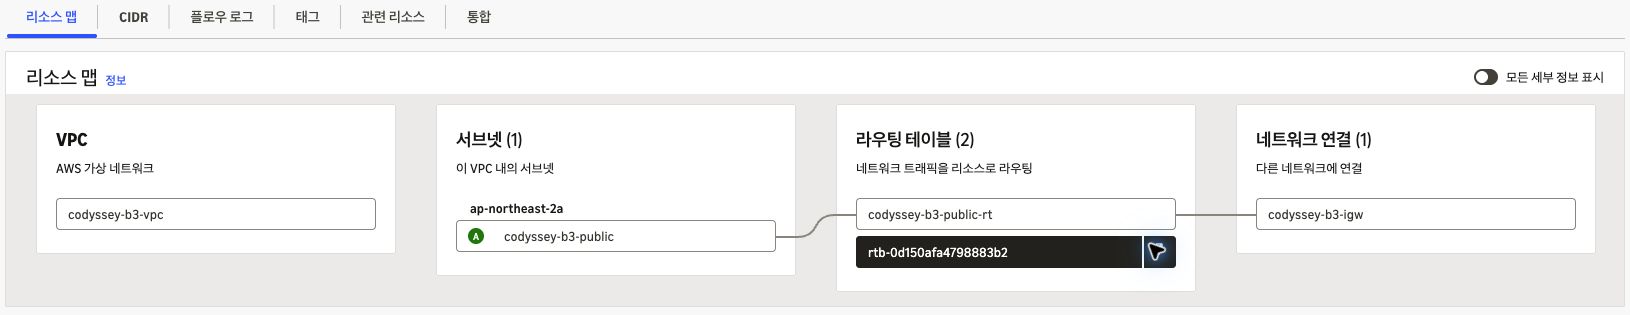 리소스 맵
CIDR
플로우 로그
태그
관련 리소스
통합
리소스 맵 정보
모든 세부 정보 표시
VPC
AWS 가상 네트워크
codyssey-b3-vpc
서브넷 (1)
이 VPC 내의 서브넷
ap-northeast-2a
A codyssey-b3-public
라우팅 테이블 (2)
네트워크 트래픽을 리소스로 라우팅
codyssey-b3-public-rt
rtb-0d150afa4798883b2
네트워크 연결 (1)
다른 네트워크에 연결
codyssey-b3-igw